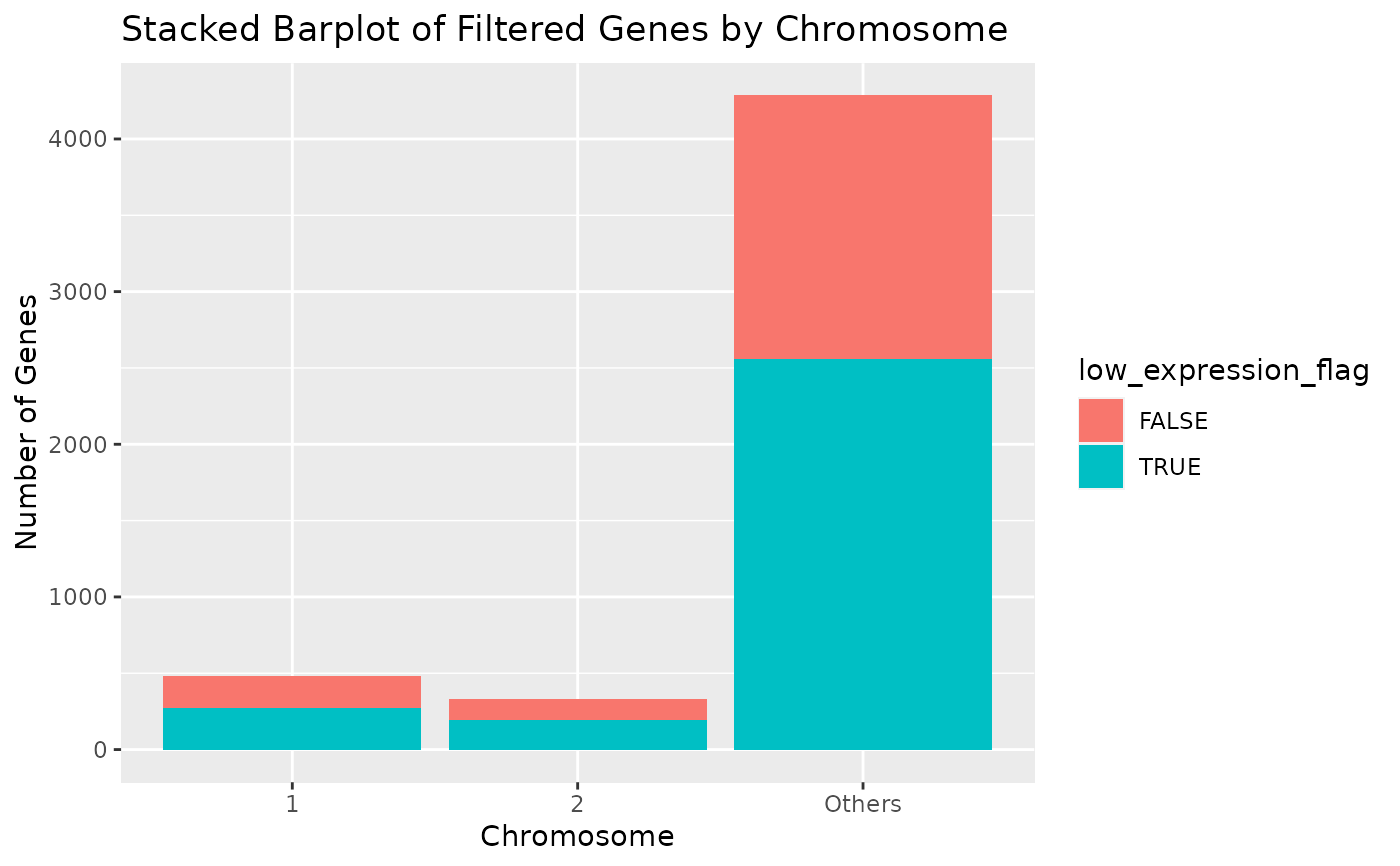 Stacked Barplot of Filtered Genes by Chromosome
Number of Genes
4000
3000
2000
1000
0
1
2
Others
Chromosome
low_expression_flag
FALSE
TRUE